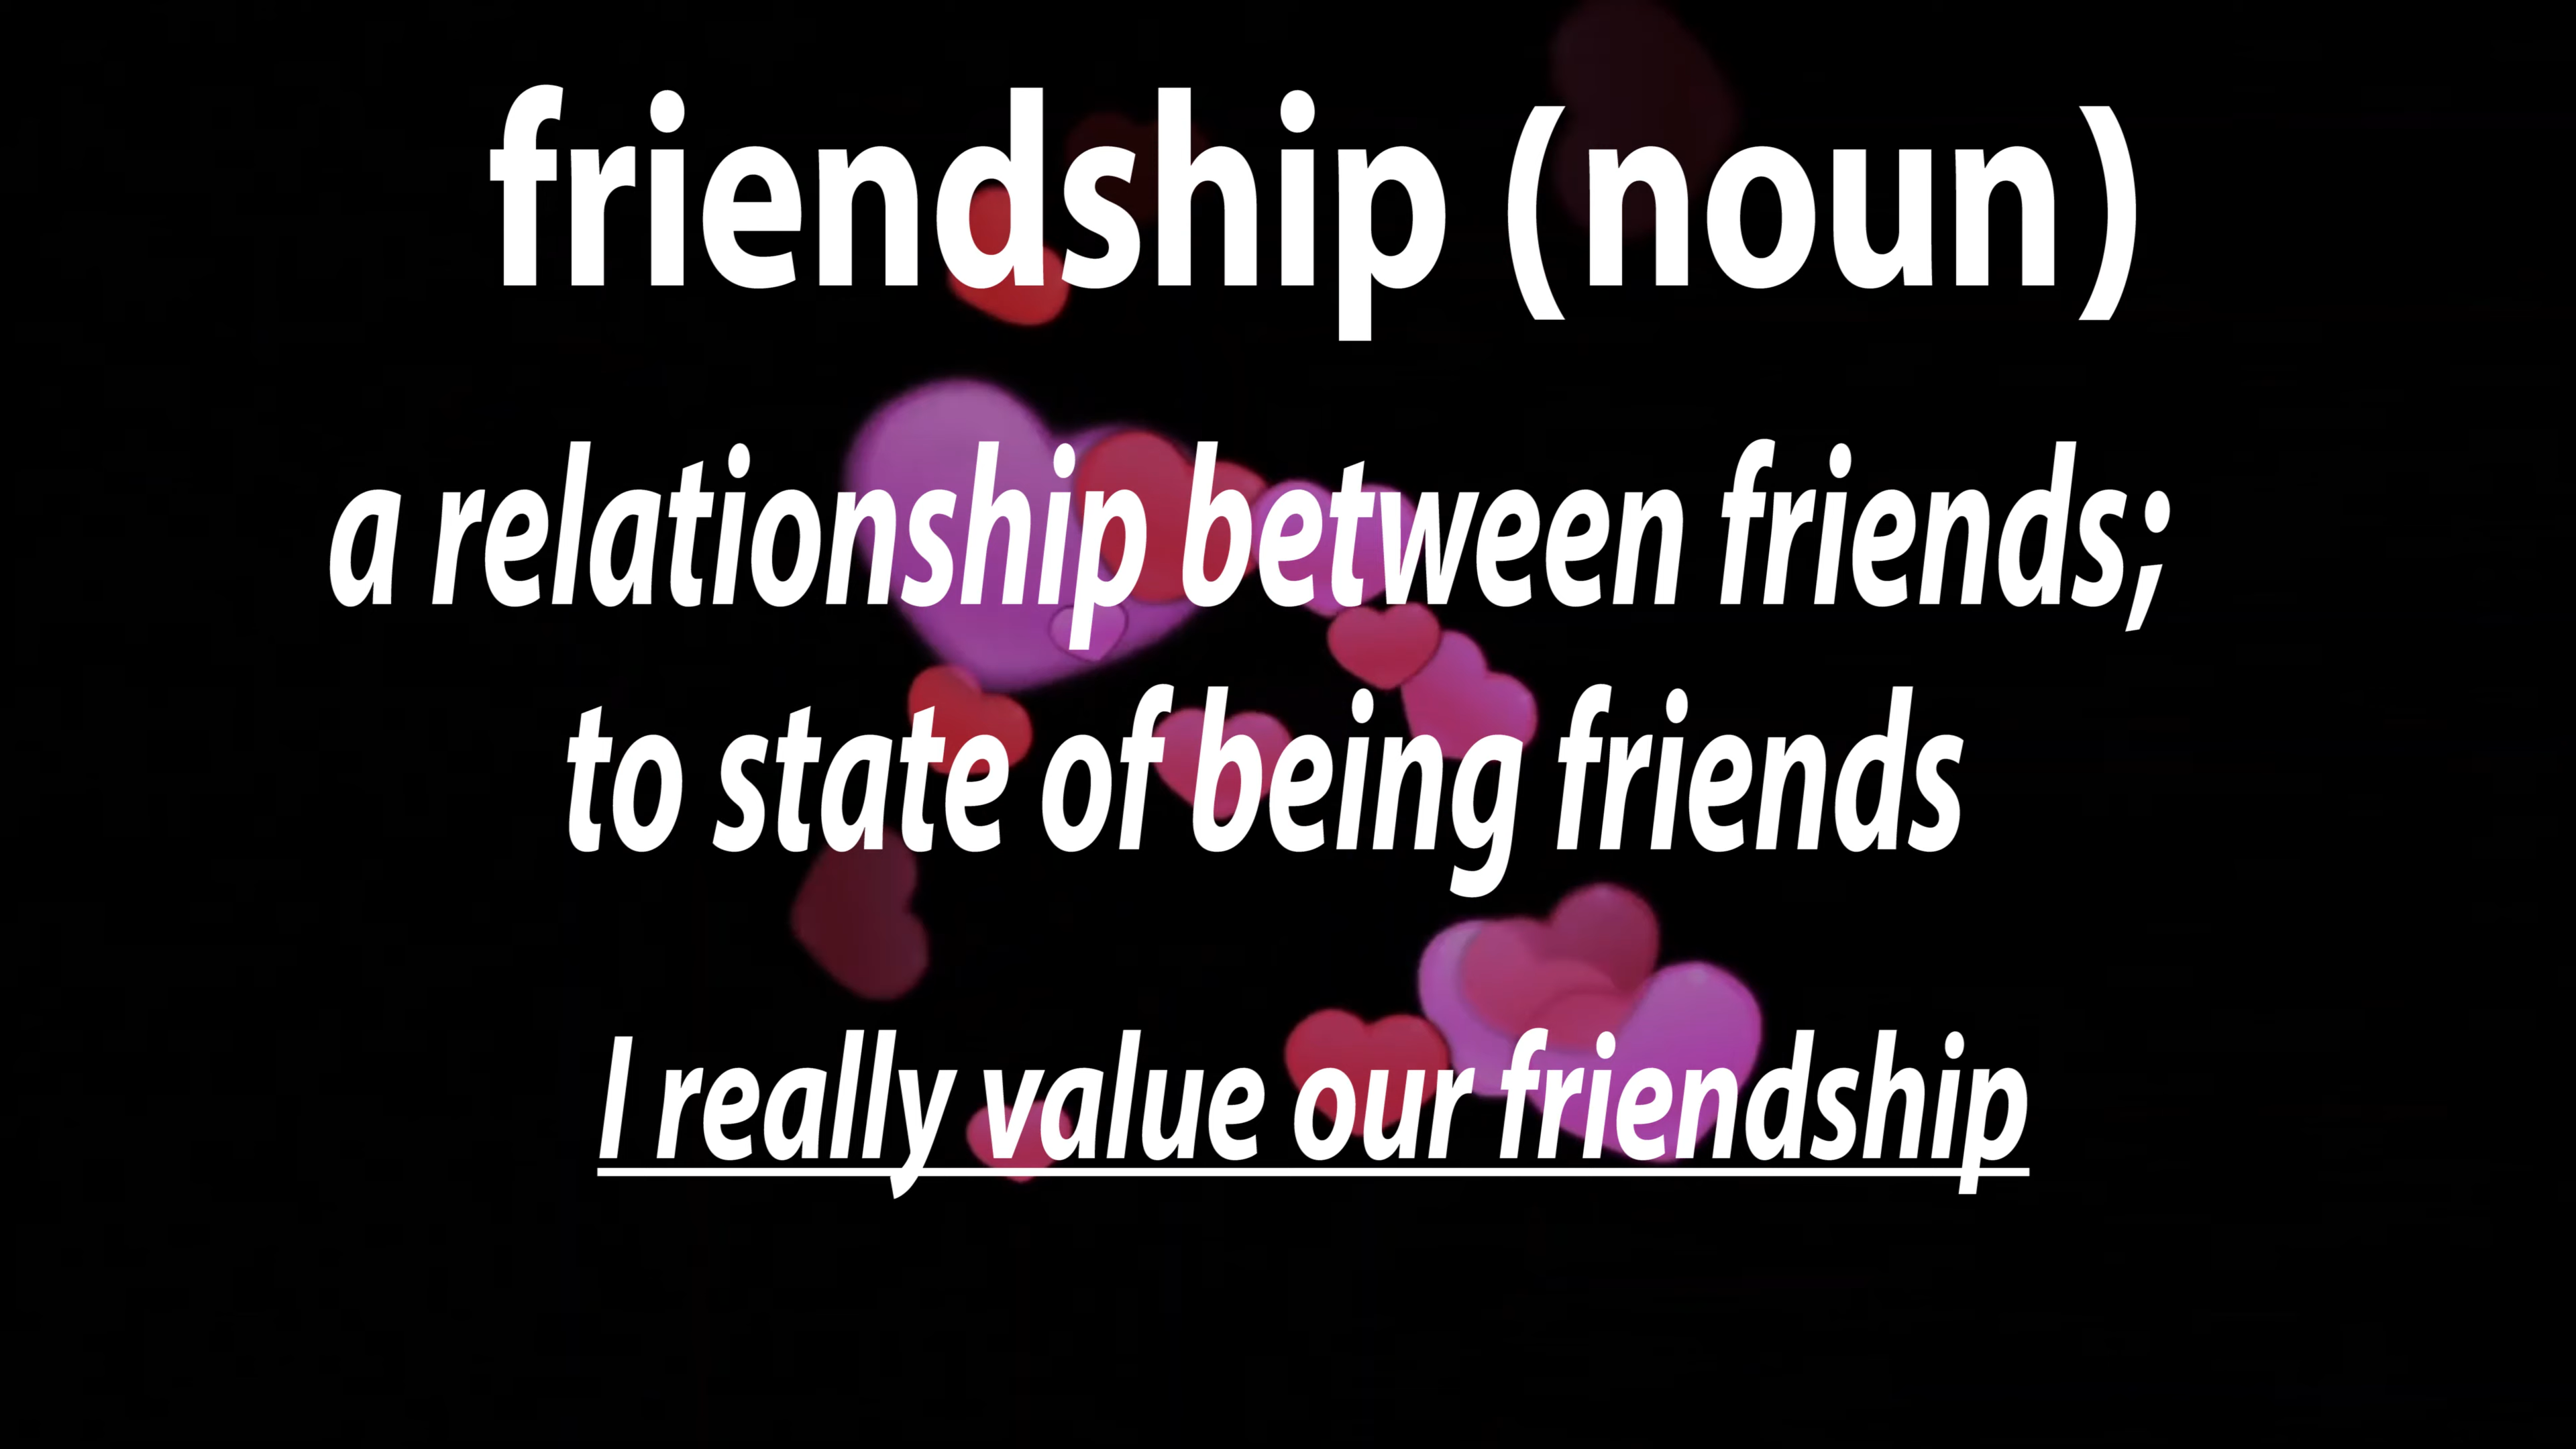 friendship (noun)
a relationship between friends;
to state of being friends
I really value our friendship